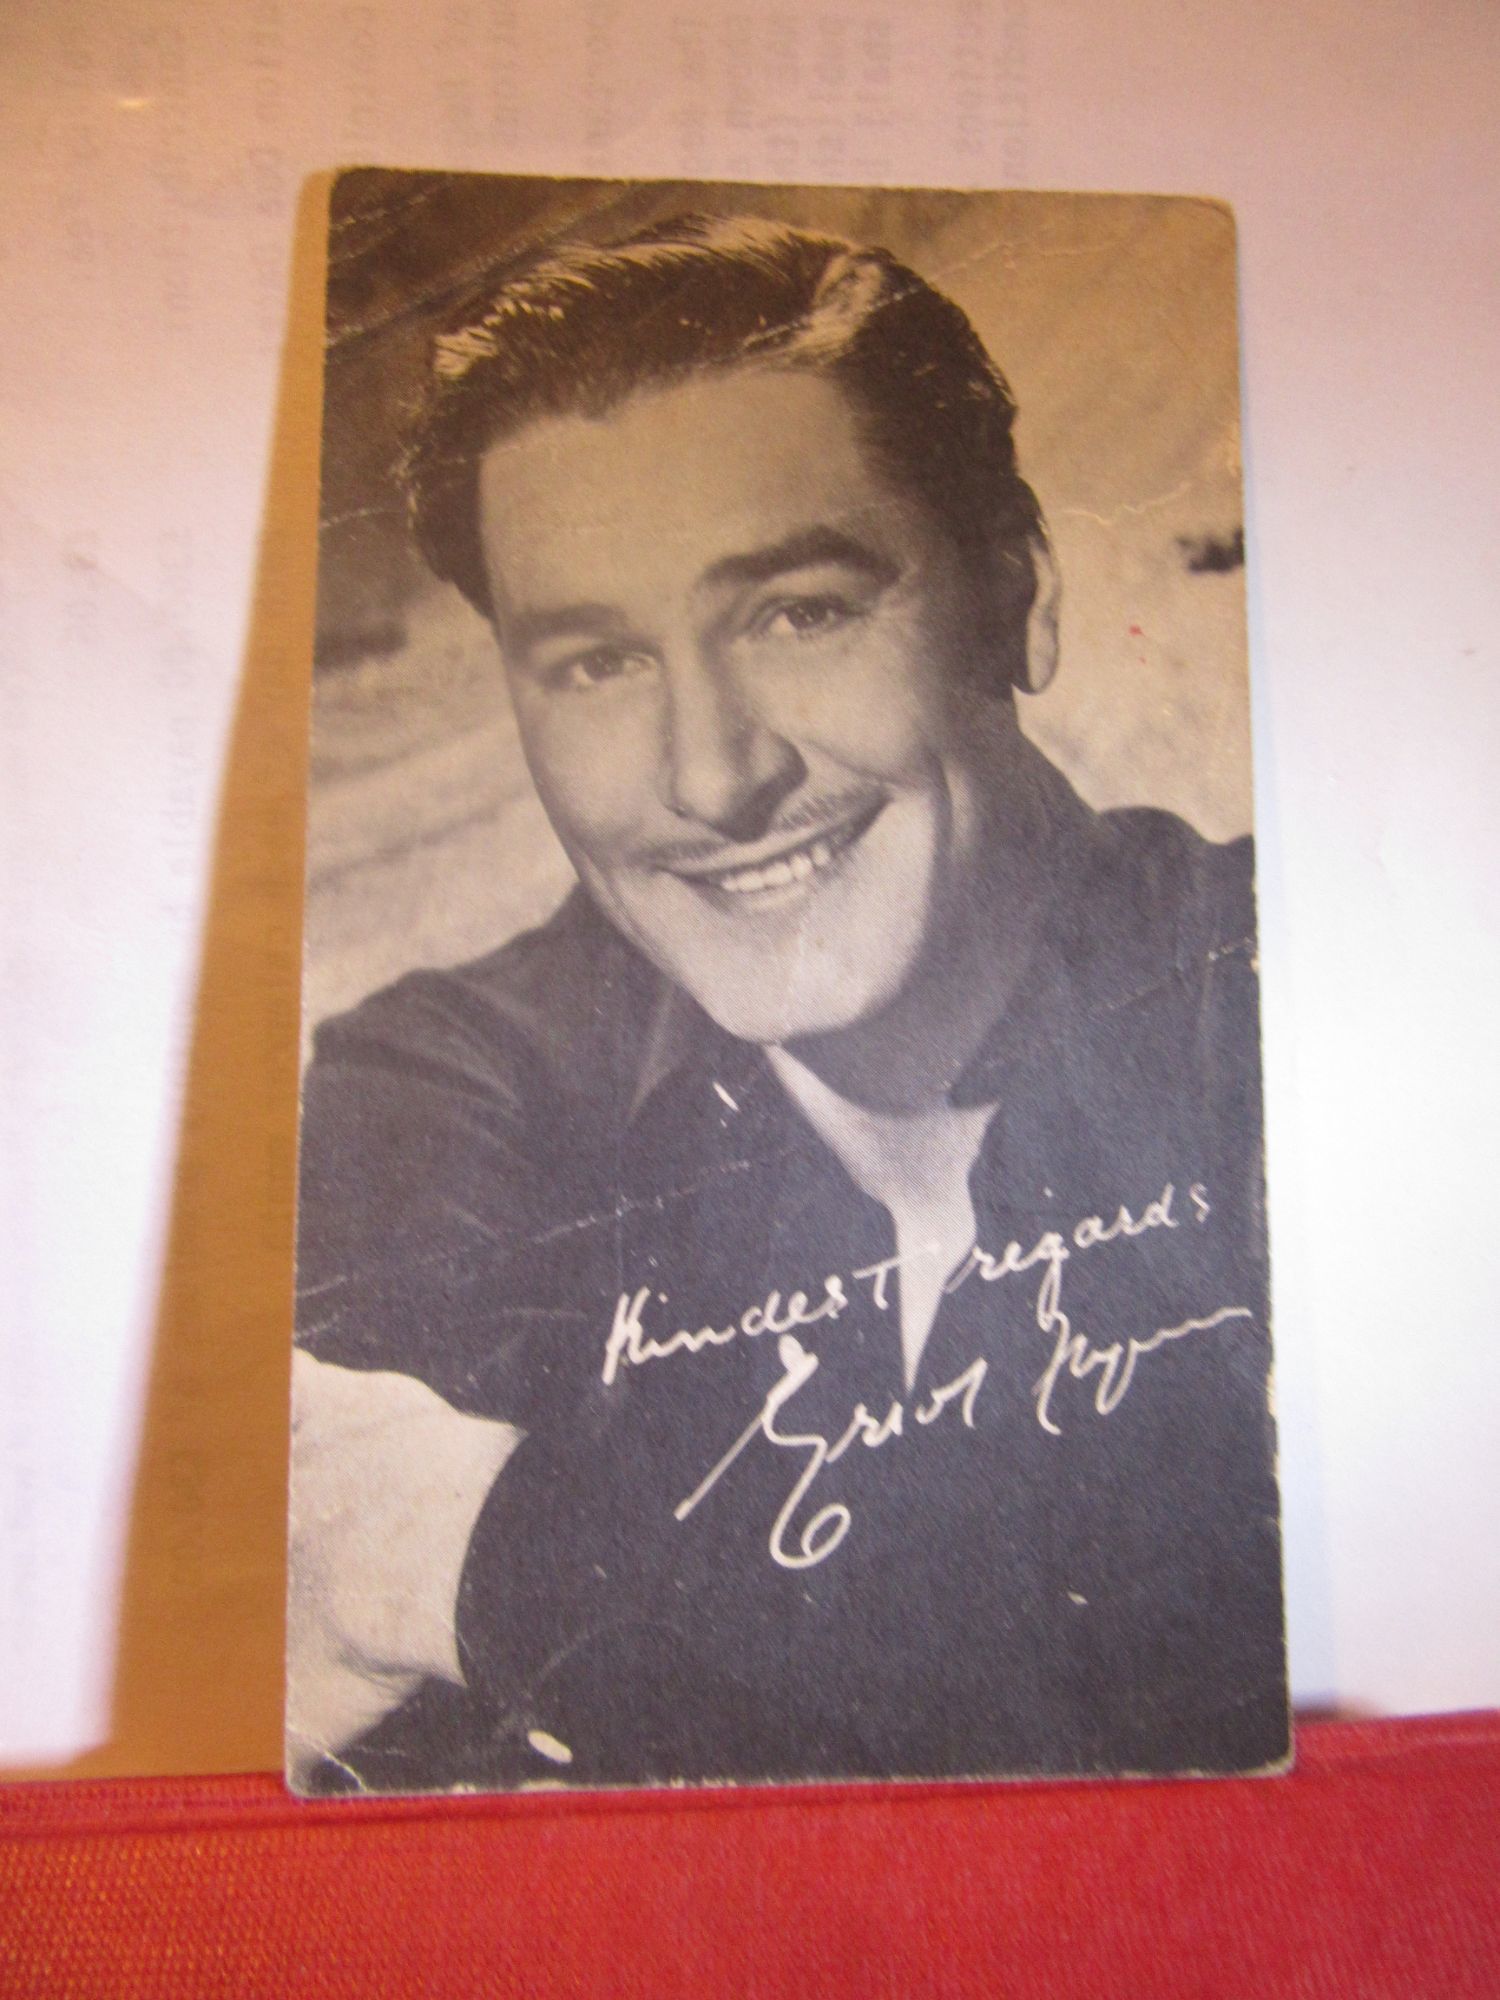 Kindest regards
Errol Flynn